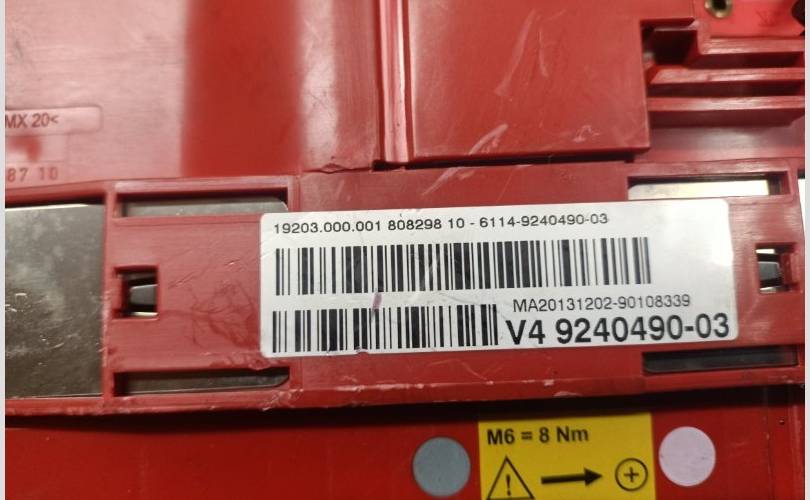 MX 20<
87 10
19203.000.001 808298 10 - 6114-9240490-03
MA20131202-90108339
V4 9240490-03
M6 = 8 Nm